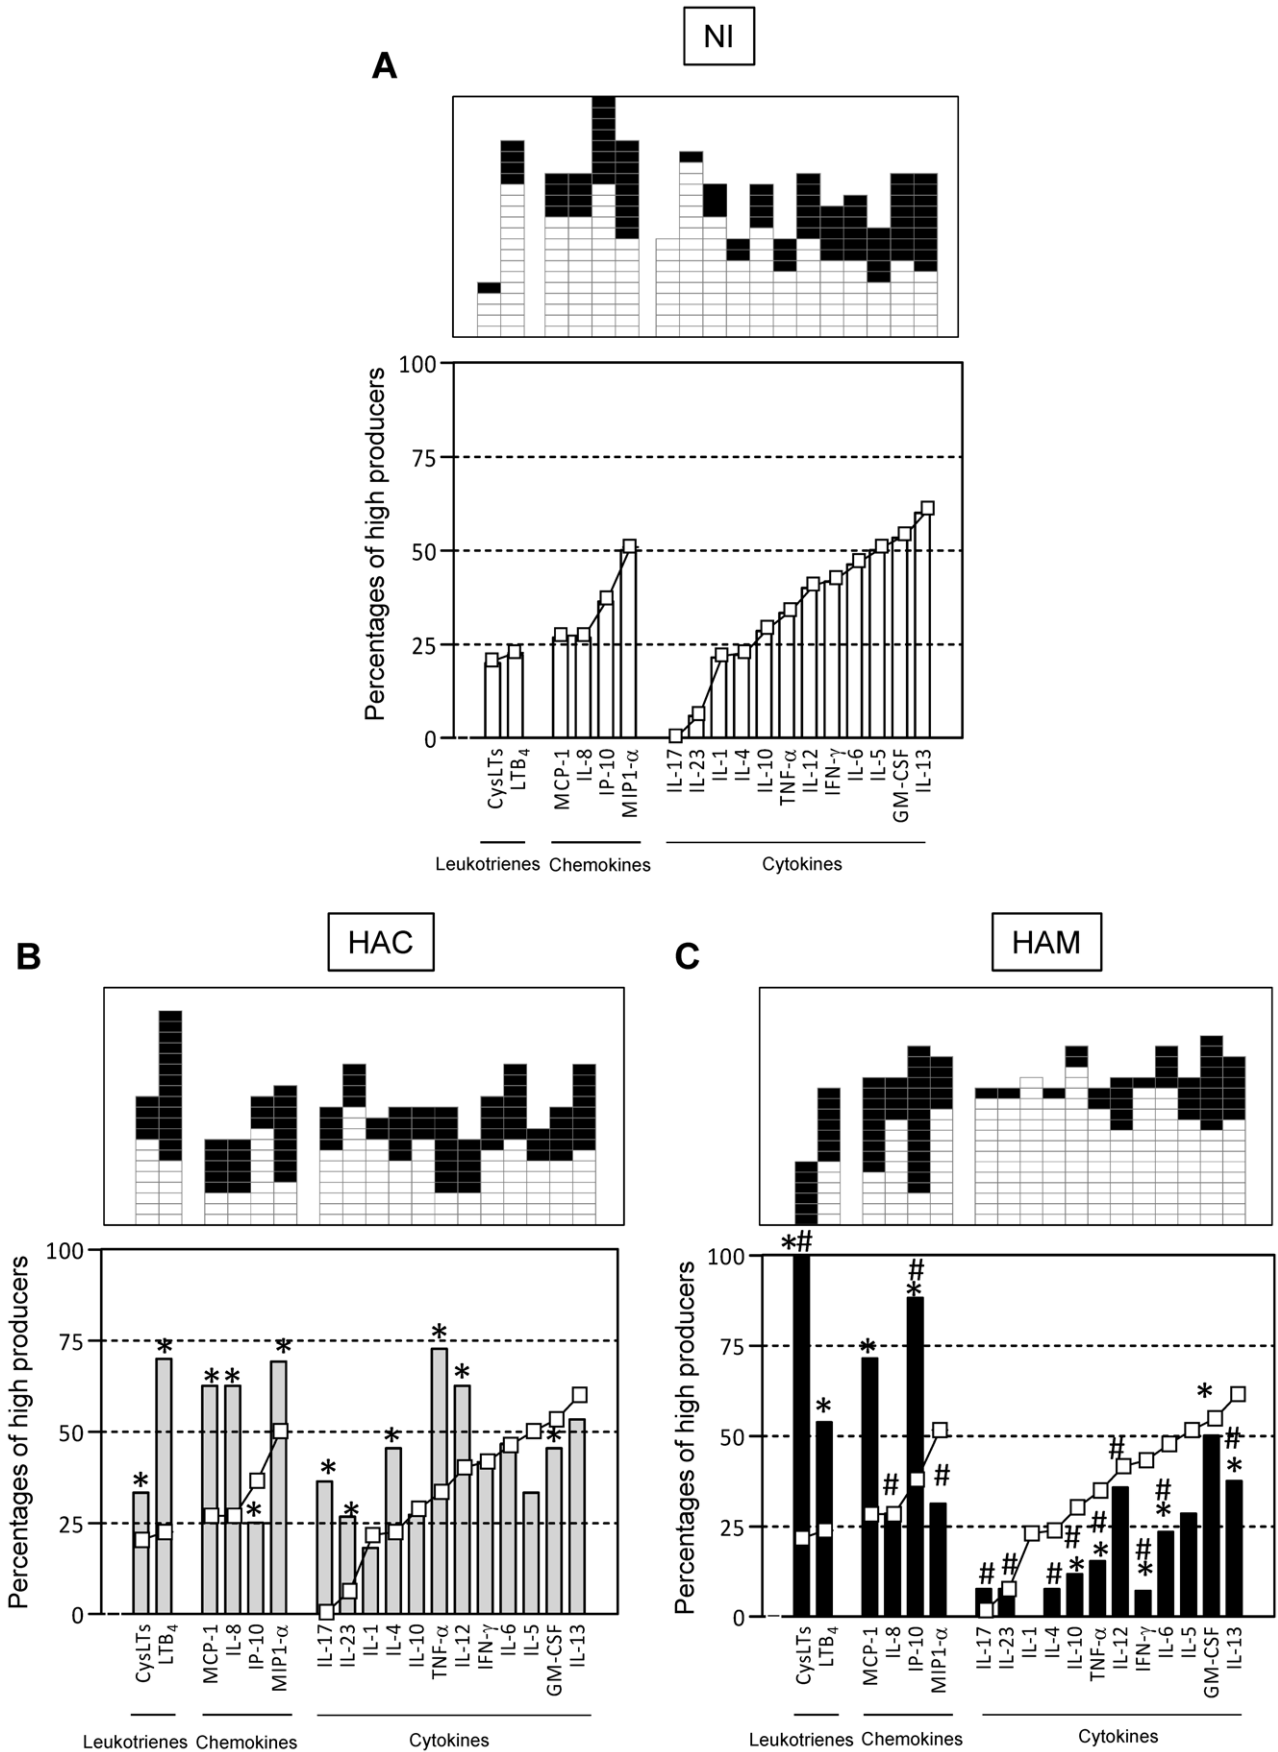 NI
A
Percentages of high producers
100
75
50
25
0
CysLTs
LTB4
MCP-1
IL-8
IP-10
MIP1-α
IL-17
IL-23
IL-1
IL-4
IL-10
TNF-α
IL-12
IFN-γ
IL-6
IL-5
GM-CSF
IL-13
Leukotrienes
Chemokines
Cytokines
B
HAC
Percentages of high producers
100
75
50
25
0
* * * * * * * * * * * *
CysLTs
LTB4
MCP-1
IL-8
IP-10
MIP1-α
IL-17
IL-23
IL-1
IL-4
IL-10
TNF-α
IL-12
IFN-γ
IL-6
IL-5
GM-CSF
IL-13
Leukotrienes
Chemokines
Cytokines
C
HAM
Percentages of high producers
100
75
50
25
0
*#
*
*
#
#
*
#
#
#
#
#
*
#
*
#
#
*
#
*
*
#
*
CysLTs
LTB4
MCP-1
IL-8
IP-10
MIP1-α
IL-17
IL-23
IL-1
IL-4
IL-10
TNF-α
IL-12
IFN-γ
IL-6
IL-5
GM-CSF
IL-13
Leukotrienes
Chemokines
Cytokines